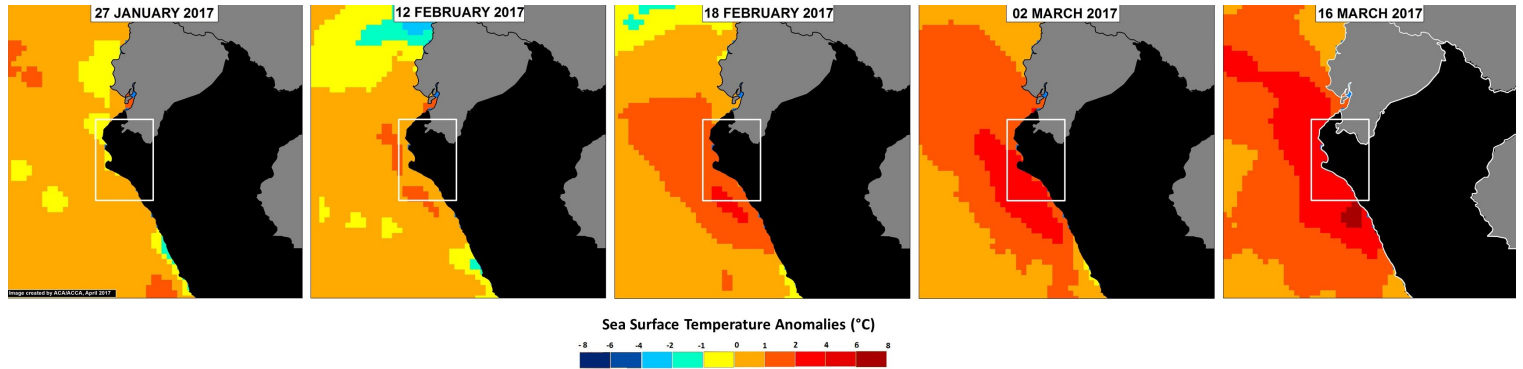 27 JANUARY 2017
12 FEBRUARY 2017
18 FEBRUARY 2017
02 MARCH 2017
16 MARCH 2017
Image created by ACA/ACCA, April 2017
Sea Surface Temperature Anomalies (°C)
- 8 -6 -4 -2 -1 0 1 2 4 6 8